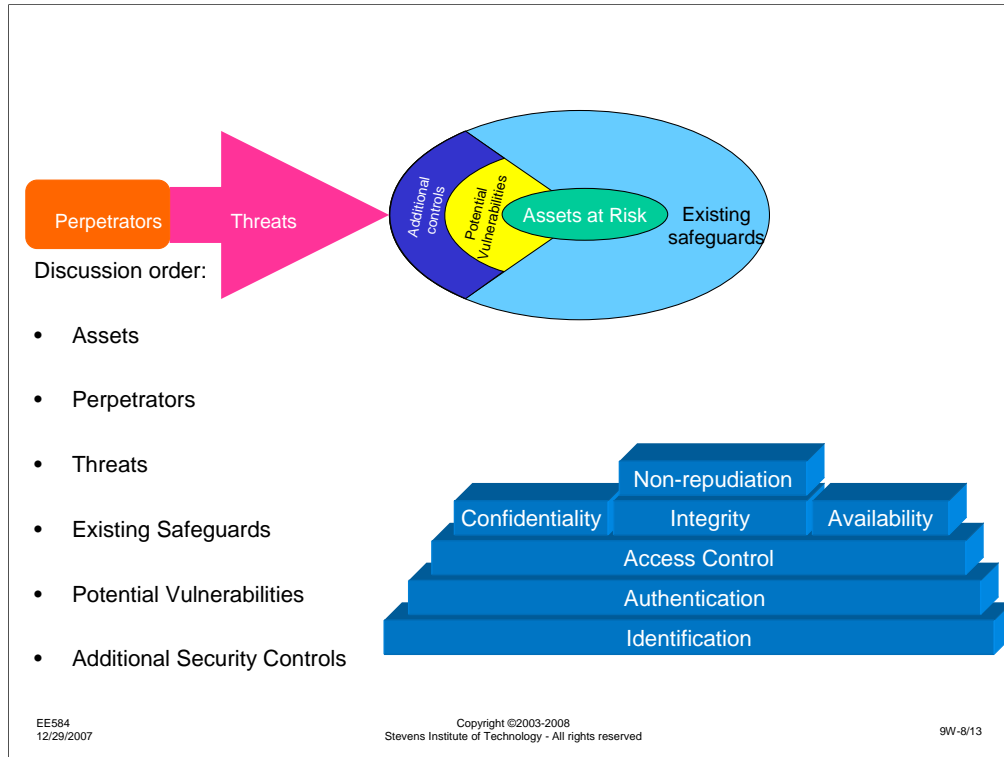 Perpetrators
Threats
Additional
controls
Potential
Vulnerabilities
Assets at Risk
Existing
safeguards
Discussion order:
• Assets
• Perpetrators
• Threats
• Existing Safeguards
• Potential Vulnerabilities
• Additional Security Controls
Non-repudiation
Confidentiality
Integrity
Availability
Access Control
Authentication
Identification
EE584
12/29/2007
Copyright ©2003-2008
Stevens Institute of Technology - All rights reserved
9W-8/13